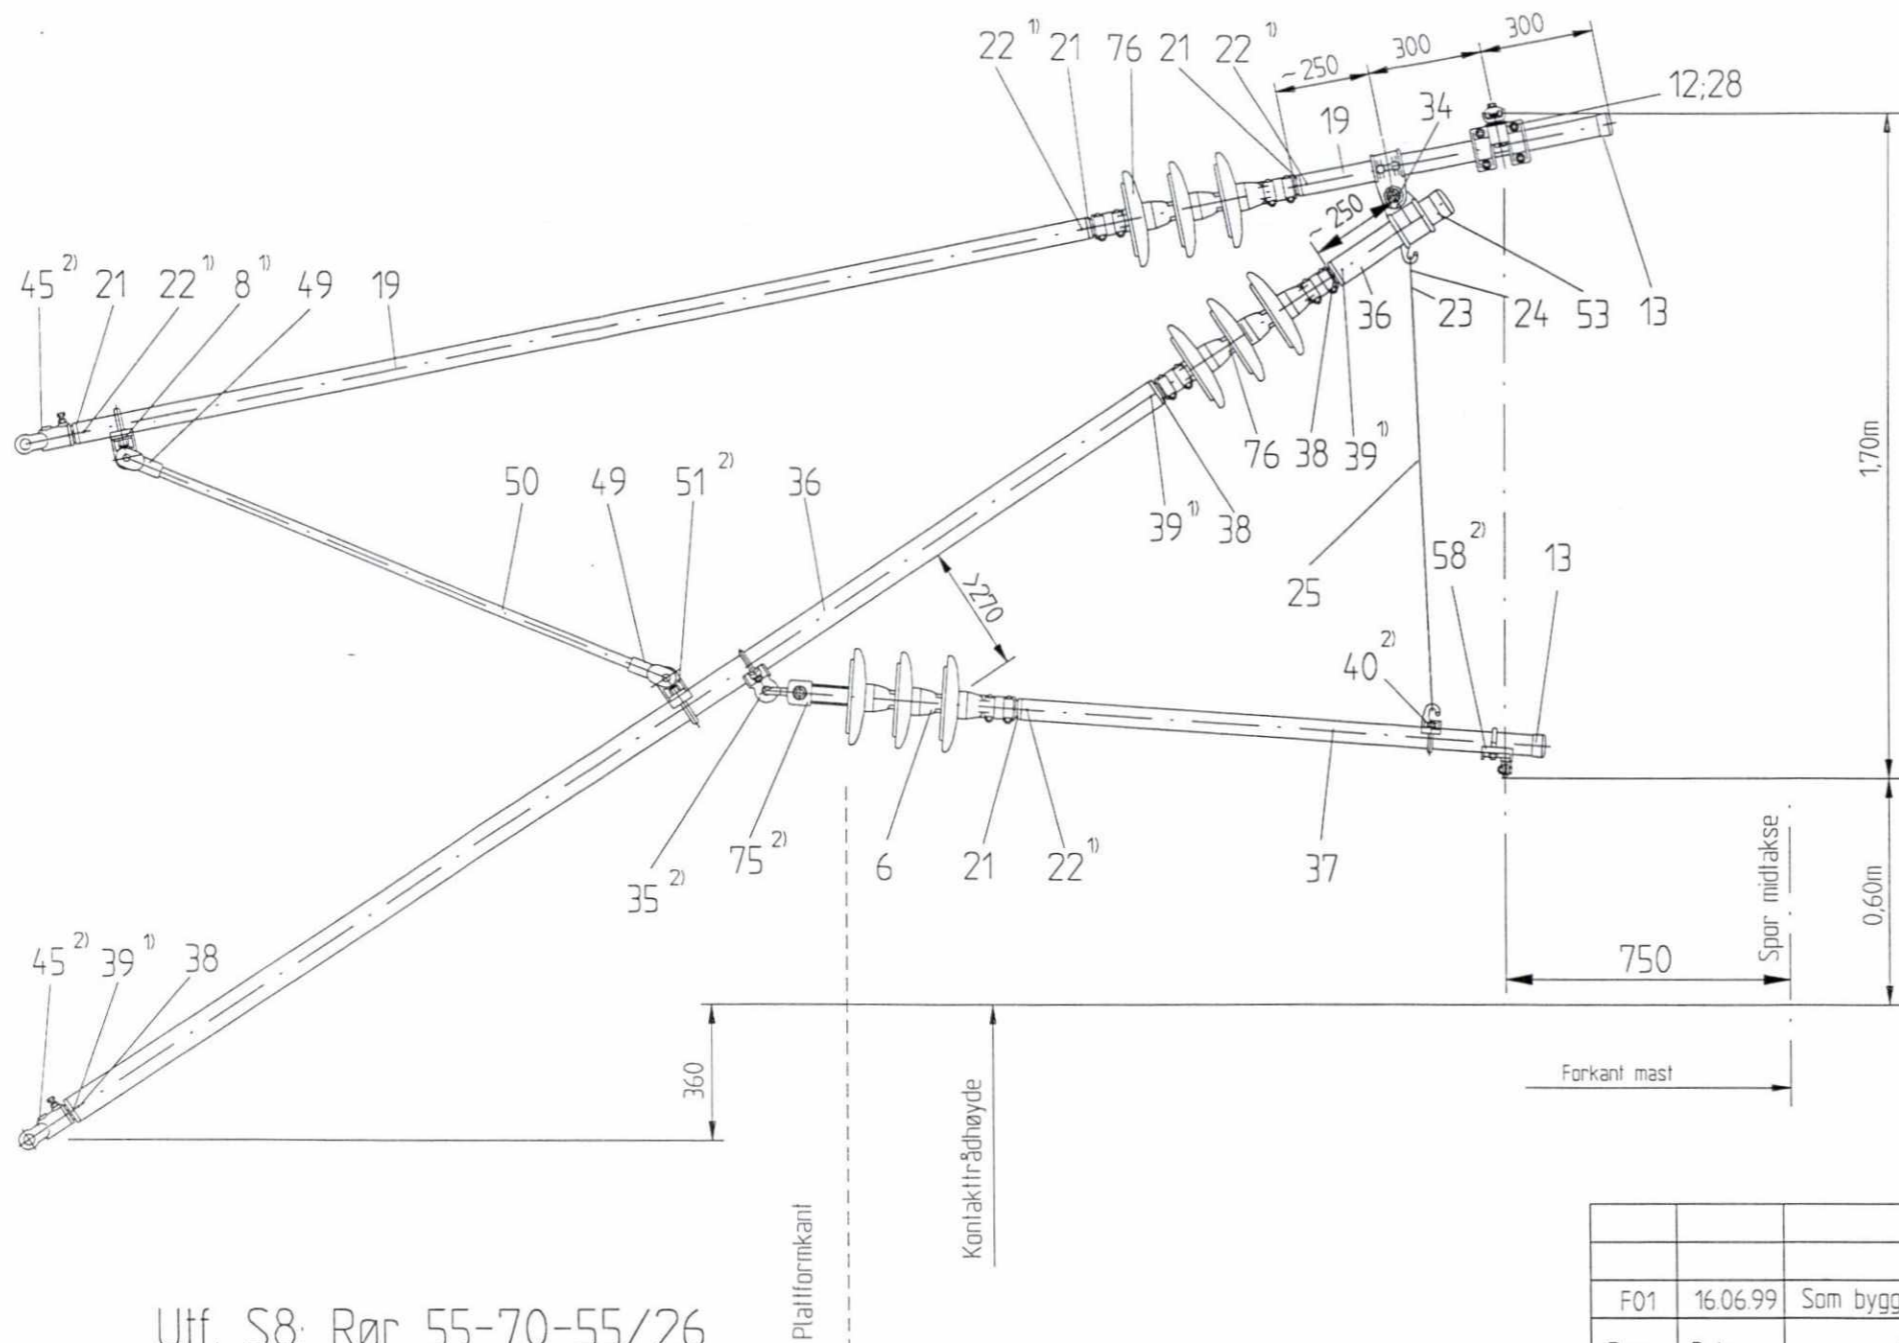 300
300
~250
22 1) 21 76 21 22 1)
12;28
34
19
~250
45 2) 21 22 1) 8 1) 49 19
36 23 24 53 13
1,70m
76 38 39 1)
50 49 51 2) 36
39 1) 38
25
58 2) 13
270
40 2)
35 2) 75 2) 6 21 22 1) 37
Spor midtakse
0,60m
45 2) 39 1) 38
750
360
Kontakttrådhøyde
Forkant mast
Plattformkant
F01 16.06.99 Som bygg
Utf. S8: Rør 55-70-55/26